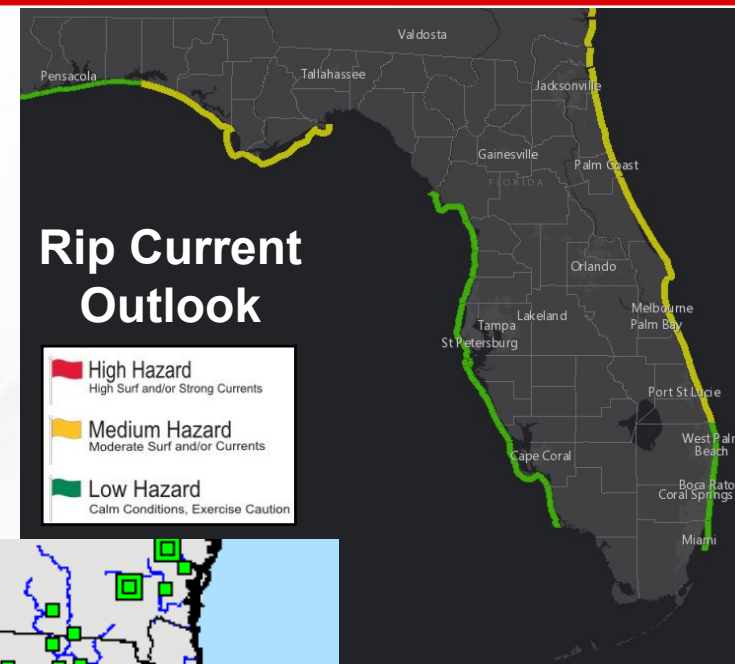 Valdosta
Pensacola
Tallahassee
Jacksonville
Gainesville
Palm Coast
FLORIDA
Rip Current
Outlook
Orlando
Melbourne
Lakeland
Palm Bay
Tampa
St Petersburg
High Hazard
High Surf and/or Strong Currents
Port St Lucie
Medium Hazard
Moderate Surf and/or Currents
West Palm
Beach
Cape Coral
Low Hazard
Calm Conditions, Exercise Caution
Boca Rato
Coral Springs
Miami